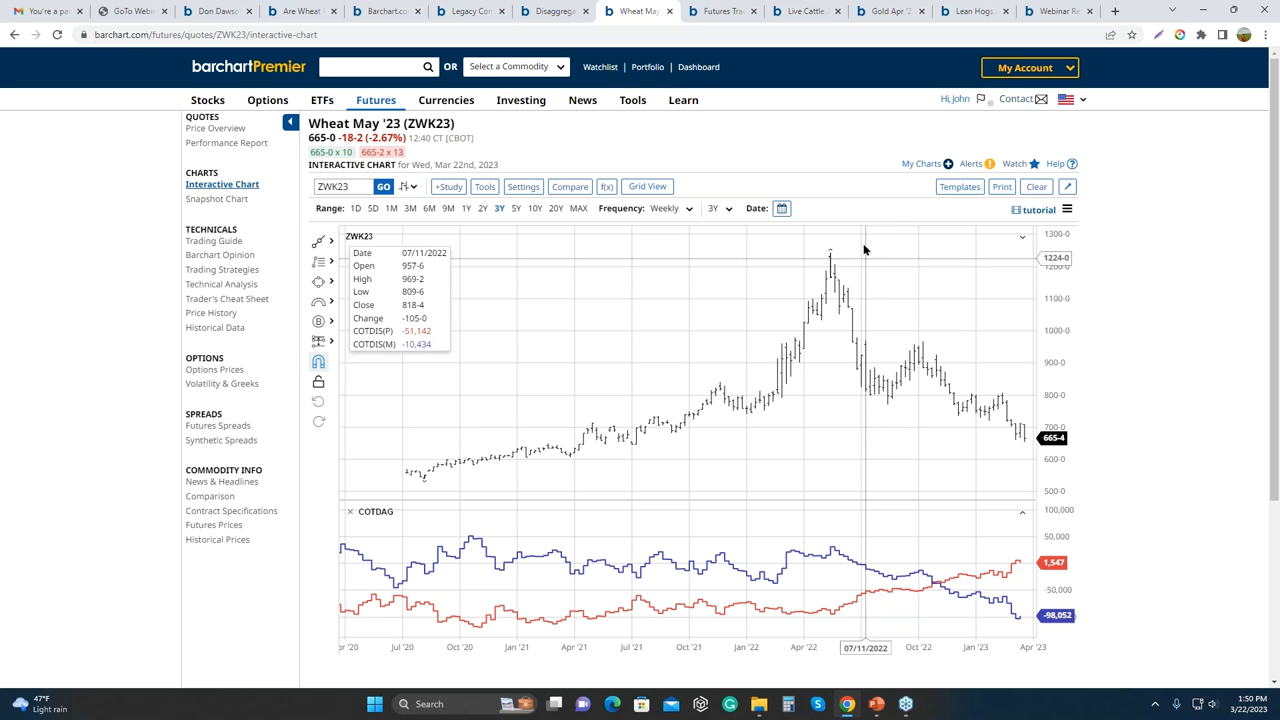 You're a pa
GoTo Webi
Don Dawso
Are Wheat
Barchart.co
Legacy Com
Disaggrega
Wheat May
Futures Tra
Live Cattle
Gold Apr '2
Lean Hogs
Webinar Re
barchart.com/futures/quotes/ZWK23/interactive-chart
barchartPremier
OR
Select a Commodity
Watchlist | Portfolio | Dashboard
My Account
Stocks Options ETFs Futures Currencies Investing News Tools Learn
Hi, John
Contact
QUOTES
Price Overview
Performance Report
CHARTS
Interactive Chart
Snapshot Chart
TECHNICALS
Trading Guide
Barchart Opinion
Trading Strategies
Technical Analysis
Trader's Cheat Sheet
Price History
Historical Data
OPTIONS
Options Prices
Volatility & Greeks
SPREADS
Futures Spreads
Synthetic Spreads
COMMODITY INFO
News & Headlines
Comparison
Contract Specifications
Futures Prices
Historical Prices
Wheat May '23 (ZWK23)
665-0 -18-2 (-2.67%) 12:40 CT [CBOT]
665-0 x 10 665-2 x 13
INTERACTIVE CHART for Wed, Mar 22nd, 2023
My Charts Alerts Watch Help
ZWK23 GO +Study Tools Settings Compare f(x) Grid View Templates Print Clear
Range: 1D 5D 1M 3M 6M 9M 1Y 2Y 3Y 5Y 10Y 20Y MAX Frequency: Weekly 3Y Date: tutorial
ZWK23
Date 07/11/2022
Open 957-6
High 969-2
Low 809-6
Close 818-4
Change -105-0
COTDIS(P) -51,142
COTDIS(M) -10,434
1300-0
1224-0
1200-0
1100-0
1000-0
900-0
800-0
700-0
665-4
600-0
500-0
COTDAG
100,000
50,000
1,547
-50,000
-98,052
pr '20 Jul '20 Oct '20 Jan '21 Apr '21 Jul '21 Oct '21 Jan '22 Apr '22 07/11/2022 Oct '22 Jan '23 Apr '23
47°F
Light rain
Search
1:50 PM
3/22/2023